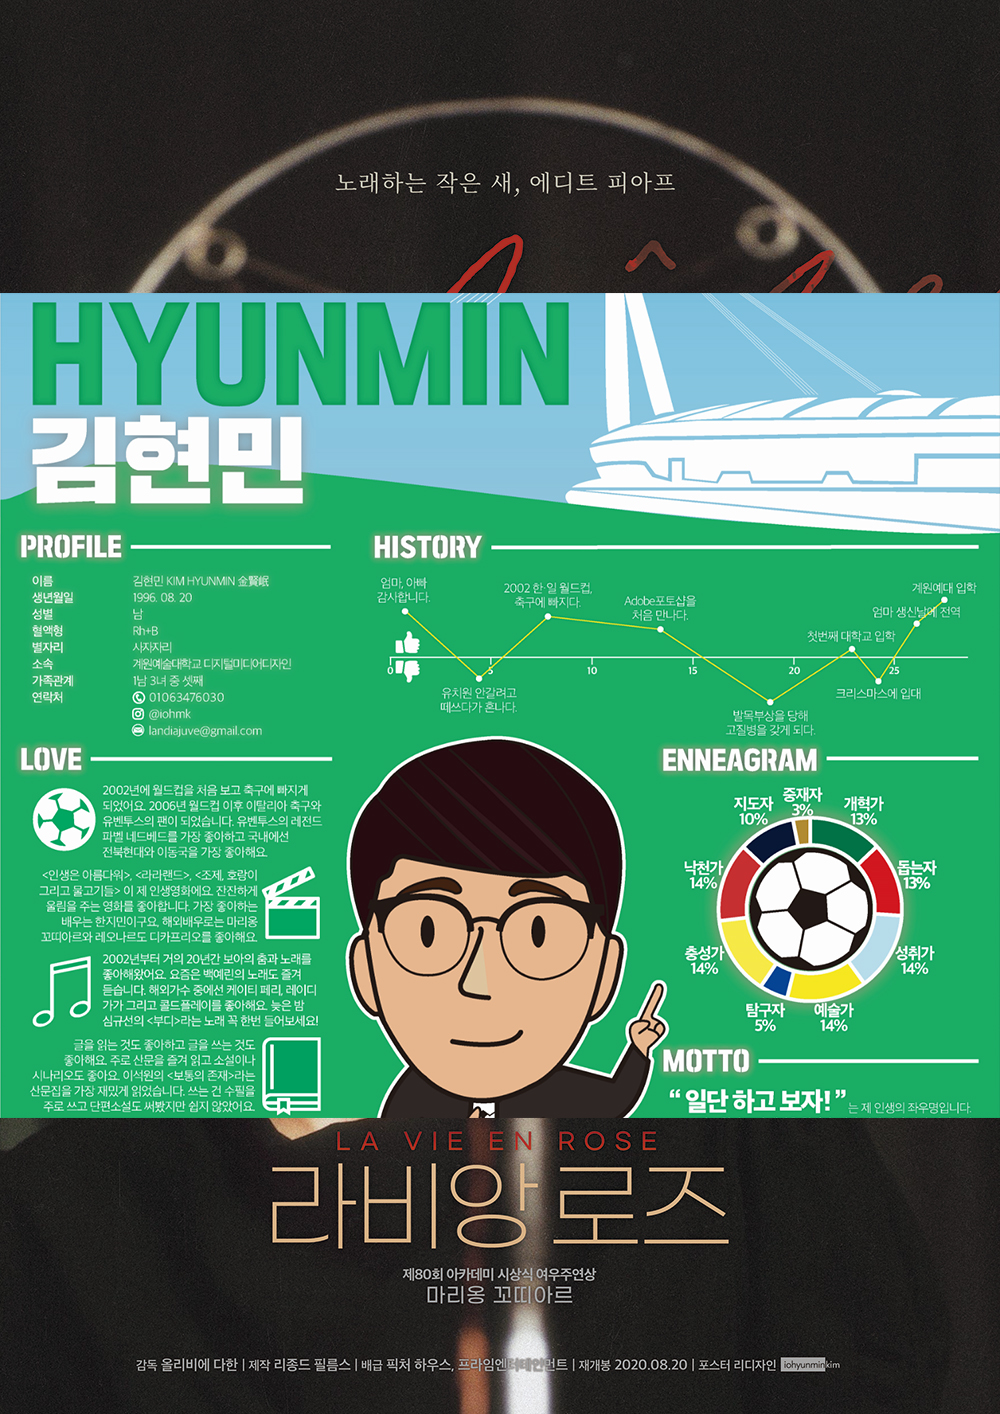 노래하는 작은 새, 에디트 피아프
HYUNMIN
김현민
PROFILE
이름 김현민 KIM HYUNMIN 金賢岷
생년월일 1996. 08. 20
성별 남
혈액형 Rh+B
별자리 사자자리
소속 계원예술대학교 디지털미디어디자인
가족관계 1남 3녀 중 셋째
연락처 01063476030
@iohmk
landiajuve@gmail.com
HISTORY
엄마, 아빠
감사합니다.
유치원 안갈려고
떼쓰다가 혼나다.
2002 한·일 월드컵,
축구에 빠지다.
Adobe포토샵을
처음 만나다.
발목부상을 당해
고질병을 갖게 되다.
첫번째 대학교 입학
크리스마스에 입대
엄마 생신날에 전역
계원예대 입학
0 5 10 15 20 25
LOVE
2002년에 월드컵을 처음 보고 축구에 빠지게
되었어요. 2006년 월드컵 이후 이탈리아 축구와
유벤투스의 팬이 되었습니다. 유벤투스의 레전드
파벨 네드베드를 가장 좋아하고 국내에선
전북현대와 이동국을 가장 좋아해요.
<인생은 아름다워>, <라라랜드>, <조제, 호랑이
그리고 물고기들> 이 제 인생영화에요. 잔잔하게
울림을 주는 영화를 좋아합니다. 가장 좋아하는
배우는 한지민이구요. 해외배우로는 마리옹
꼬띠아르와 레오나르도 디카프리오를 좋아해요.
2002년부터 거의 20년간 보아의 춤과 노래를
좋아해왔어요. 요즘은 백예린의 노래도 즐겨
듣습니다. 해외가수 중에선 케이티 페리, 레이디
가가 그리고 콜드플레이를 좋아해요. 늦은 밤
심규선의 <부디>라는 노래 꼭 한번 들어보세요!
글을 읽는 것도 좋아하고 글을 쓰는 것도
좋아해요. 주로 산문을 즐겨 읽고 소설이나
시나리오도 좋아요. 이석원의 <보통의 존재>라는
산문집을 가장 재밌게 읽었습니다. 쓰는 건 수필을
주로 쓰고 단편소설도 써봤지만 쉽지 않았어요.
ENNEAGRAM
중재자
3%
개혁가
13%
돕는자
13%
성취가
14%
예술가
14%
탐구자
5%
충성가
14%
낙천가
14%
지도자
10%
MOTTO
“ 일단 하고 보자! ” 는 제 인생의 좌우명입니다.
LA VIE EN ROSE
라비앙 로즈
제80회 아카데미 시상식 여우주연상
마리옹 꼬띠아르
감독 올리비에 다한 | 제작 리종드 필름스 | 배급 픽처 하우스, 프라임엔터테인먼트 | 재개봉 2020.08.20 | 포스터 리디자인 iohyunminkim